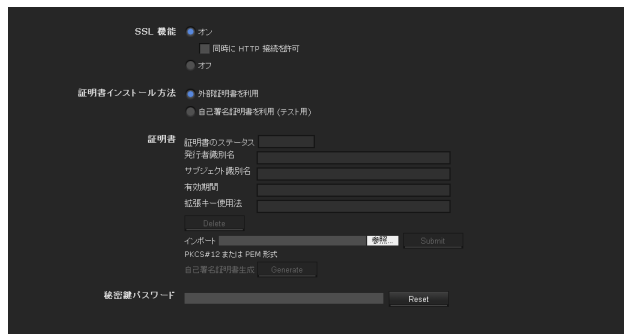 SSL 機能 オン
同時に HTTP 接続を許可
オフ
証明書インストール方法 外部証明書を利用
自己署名証明書を利用 (テスト用)
証明書 証明書のステータス
発行者識別名
サブジェクト識別名
有効期間
拡張キー使用法
Delete
インポート 参照... Submit
PKCS#12 または PEM 形式
自己署名証明書生成 Generate
秘密鍵パスワード Reset